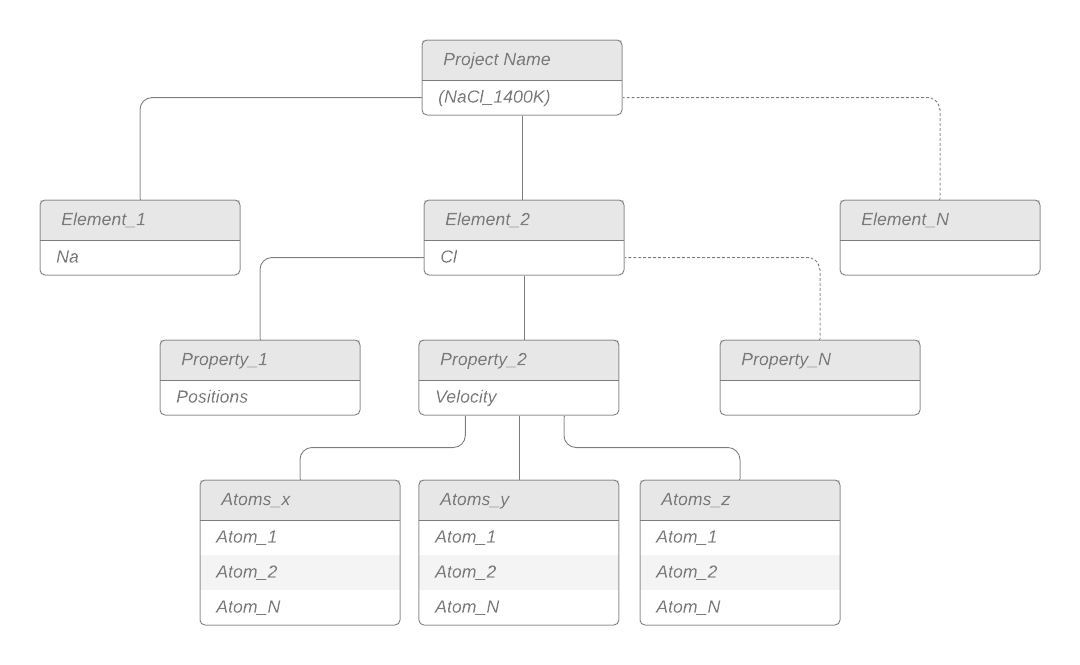 Project Name
(NaCl_1400K)
Element_1
Na
Element_2
Cl
Element_N
Property_1
Positions
Property_2
Velocity
Property_N
Atoms_x
Atom_1
Atom_2
Atom_N
Atoms_y
Atom_1
Atom_2
Atom_N
Atoms_z
Atom_1
Atom_2
Atom_N